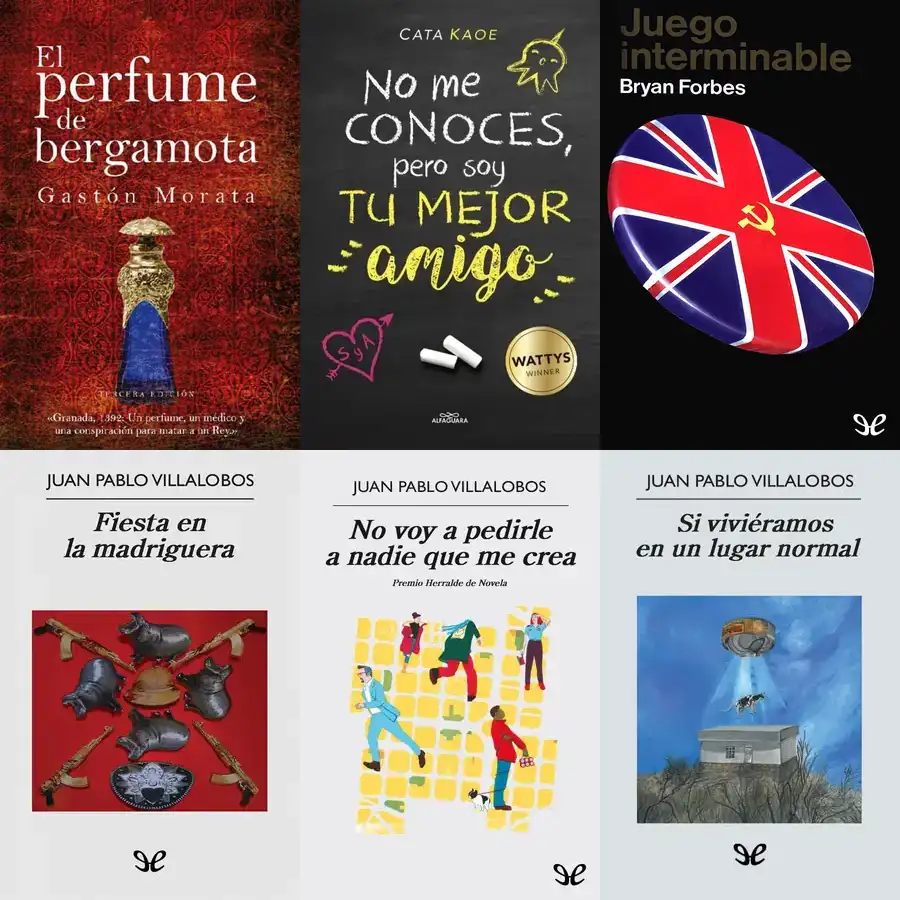 El
perfume
de
bergamota
Gastón Morata
TERCERA EDICIÓN
«Granada, 1392: Un perfume, un médico y
una conspiración para matar a un Rey.»
CATA KAOE
No me
CONOCES,
pero soy
TU MEJOR
amigo
SyA
WATTYS
WINNER
ALFAGUARA
Juego
interminable
Bryan Forbes
JUAN PABLO VILLALOBOS
Fiesta en
la madriguera
JUAN PABLO VILLALOBOS
No voy a pedirle
a nadie que me crea
Premio Herralde de Novela
JUAN PABLO VILLALOBOS
Si viviéramos
en un lugar normal